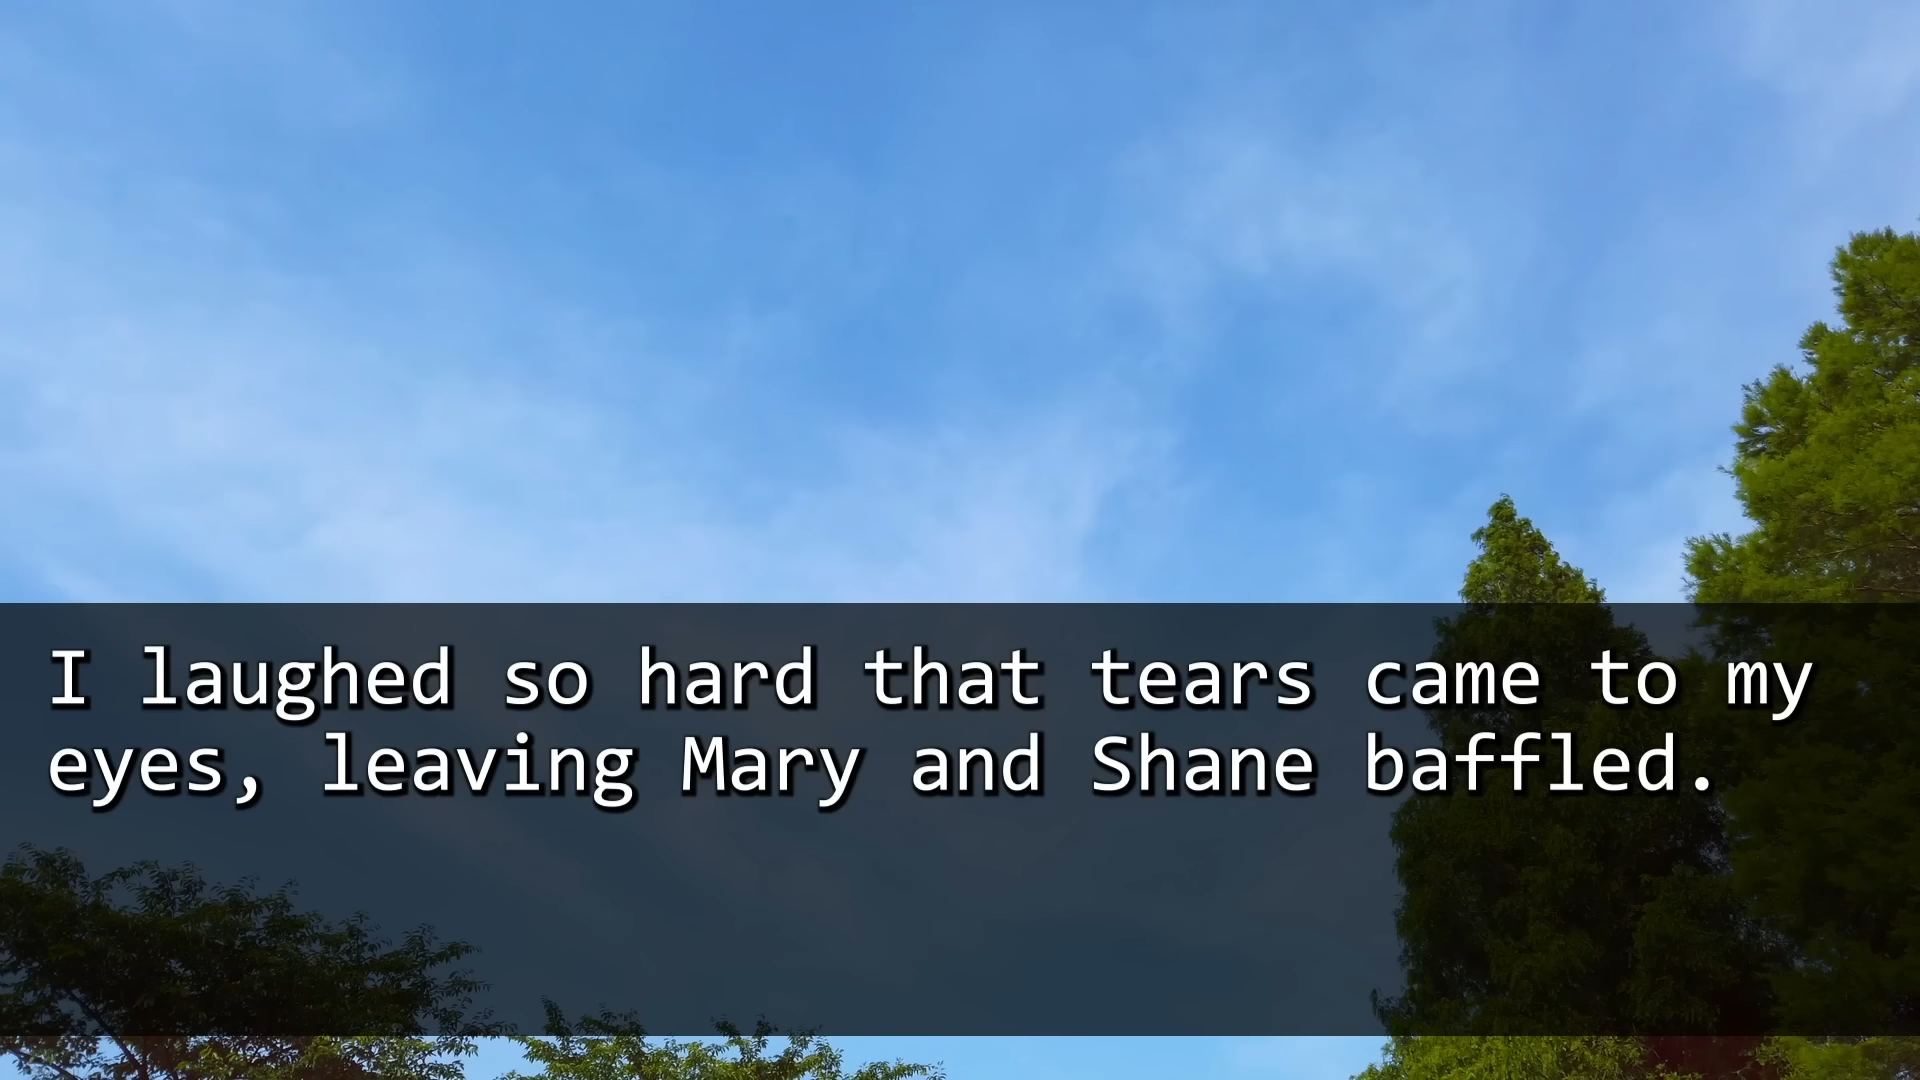 I laughed so hard that tears came to my
eyes, leaving Mary and Shane baffled.